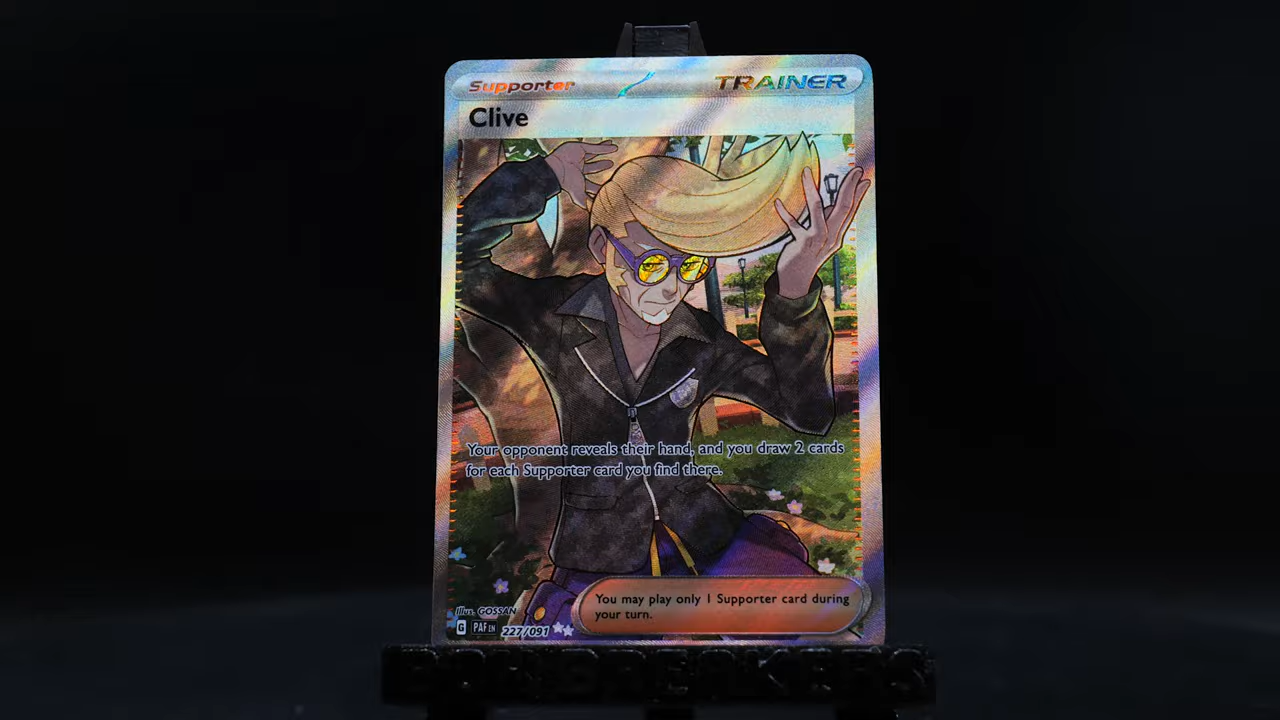 Supporter
TRAINER
Clive
Your opponent reveals their hand, and you draw 2 cards
for each Supporter card you find there.
You may play only 1 Supporter card during
your turn.
Illus. GOSSAN
G PAF EN 227/091